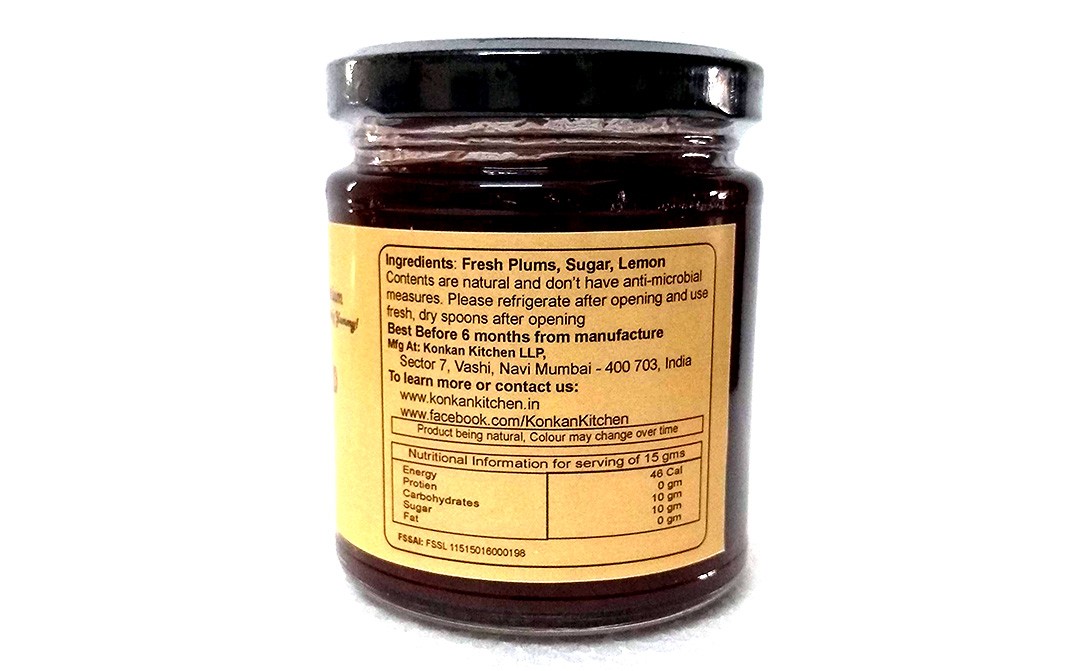 Ingredients: Fresh Plums, Sugar, Lemon
Contents are natural and don't have anti-microbial
measures. Please refrigerate after opening and use
fresh, dry spoons after opening
Best Before 6 months from manufacture
Mfg At: Konkan Kitchen LLP,
Sector 7, Vashi, Navi Mumbai - 400 703, India
To learn more or contact us:
www.konkankitchen.in
www.facebook.com/KonkanKitchen
Product being natural, Colour may change over time
Nutritional Information for serving of 15 gms
Energy 46 Cal
Protien 0 gm
Carbohydrates 10 gm
Sugar 10 gm
Fat 0 gm
FSSAI: FSSL 11515016000198